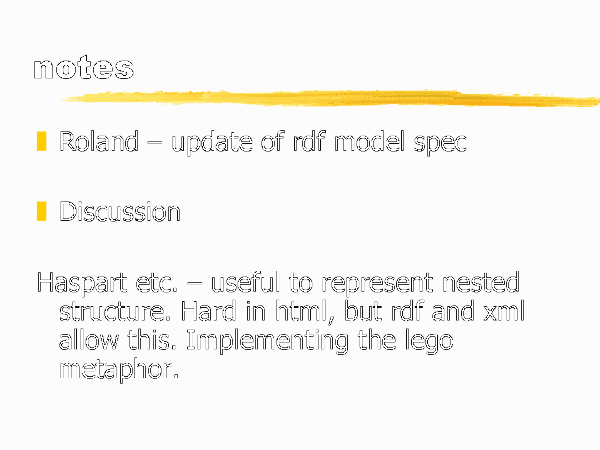 notes
Roland – update of rdf model spec
Discussion
Haspart etc. – useful to represent nested
structure. Hard in html, but rdf and xml
allow this. Implementing the lego
metaphor.